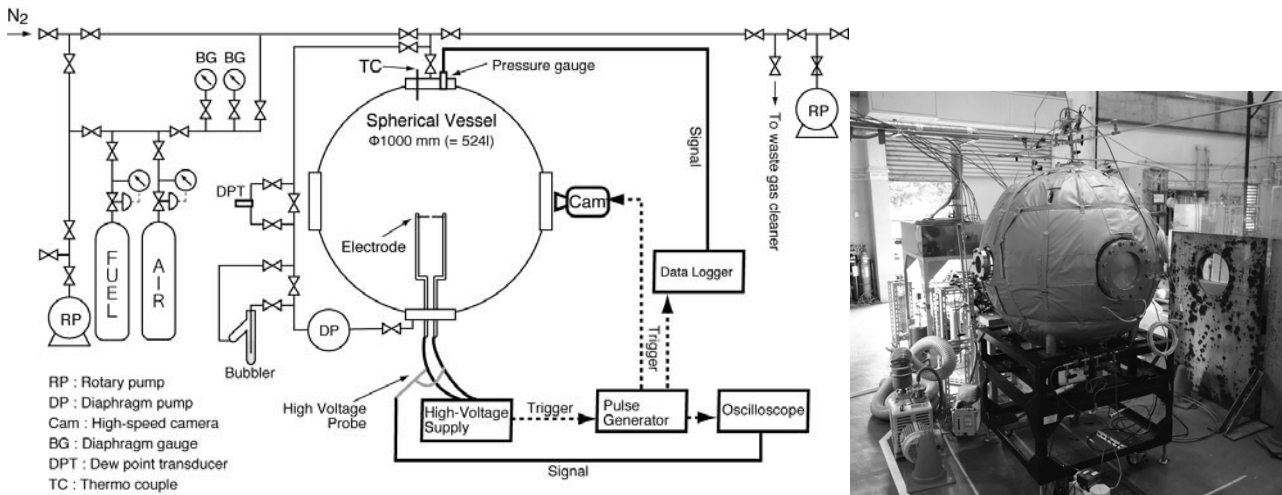 N2
BG BG
TC
Pressure gauge
RP
Spherical Vessel
Φ1000 mm (= 524l)
Signal
To waste gas cleaner
DPT
Cam
Electrode
FUEL
AIR
Data Logger
RP
DP
Trigger
Bubbler
RP : Rotary pump
DP : Diaphragm pump
Cam : High-speed camera
BG : Diaphragm gauge
DPT : Dew point transducer
TC : Thermo couple
High Voltage
Probe
High-Voltage
Supply
Trigger
Pulse
Generator
Oscilloscope
Signal